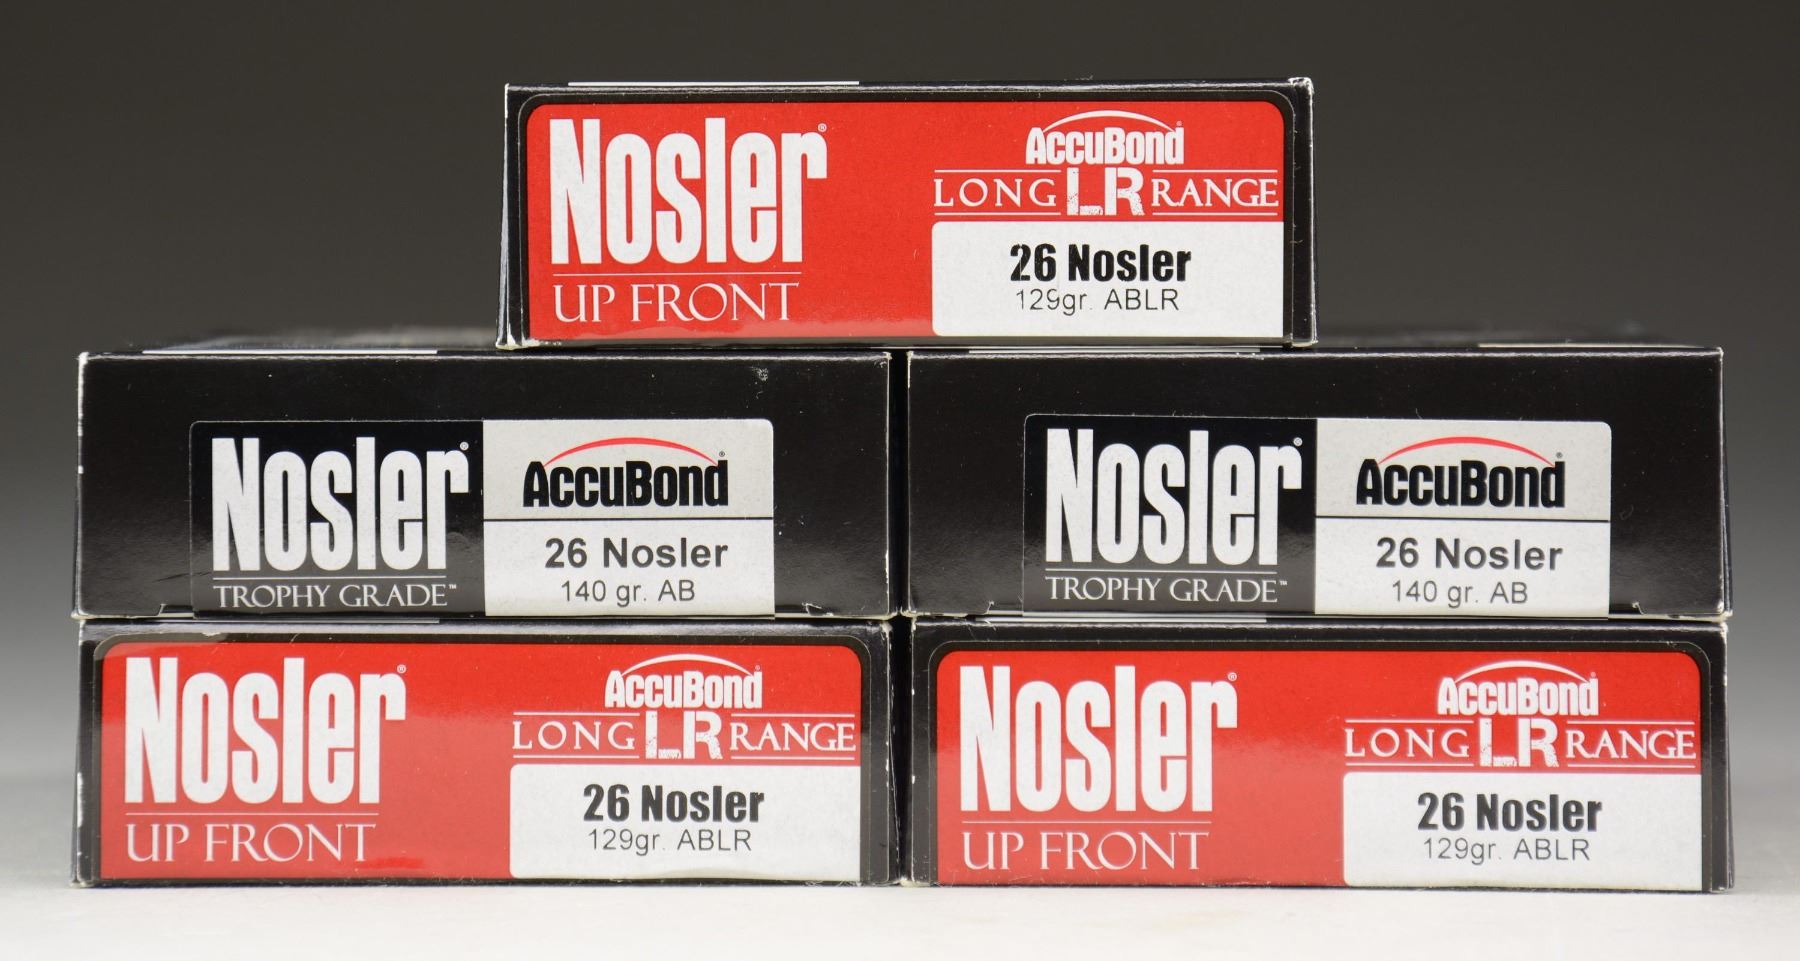 Nosler®
UP FRONT
AccuBond®
LONG LR RANGE
26 Nosler
129gr. ABLR
Nosler®
TROPHY GRADE™
AccuBond®
26 Nosler
140 gr. AB
Nosler®
TROPHY GRADE™
AccuBond®
26 Nosler
140 gr. AB
Nosler®
UP FRONT
AccuBond®
LONG LR RANGE
26 Nosler
129gr. ABLR
Nosler®
UP FRONT
AccuBond®
LONG LR RANGE
26 Nosler
129gr. ABLR